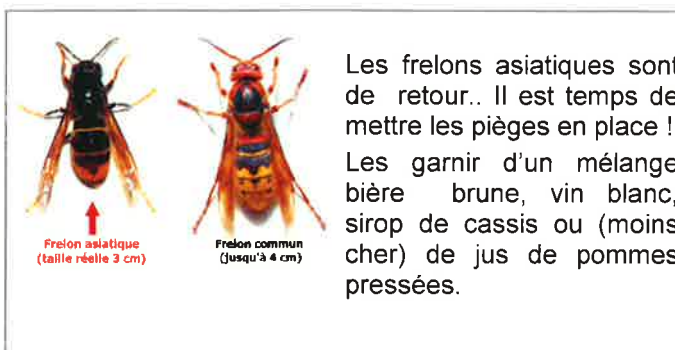 Les frelons asiatiques sont
de retour.. Il est temps de
mettre les pièges en place !
Les garnir d'un mélange
bière brune, vin blanc,
sirop de cassis ou (moins
cher) de jus de pommes
pressées.
Frelon asiatique
(taille réelle 3 cm)
Frelon commun
(jusqu'à 4 cm)